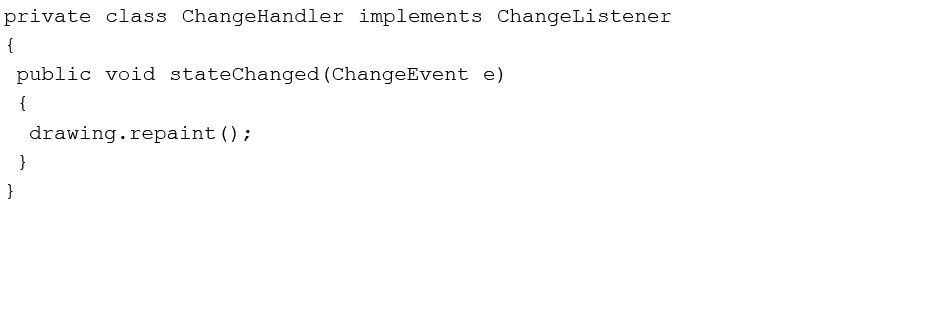 private class ChangeHandler implements ChangeListener
{
public void stateChanged(ChangeEvent e)
{
drawing.repaint();
}
}